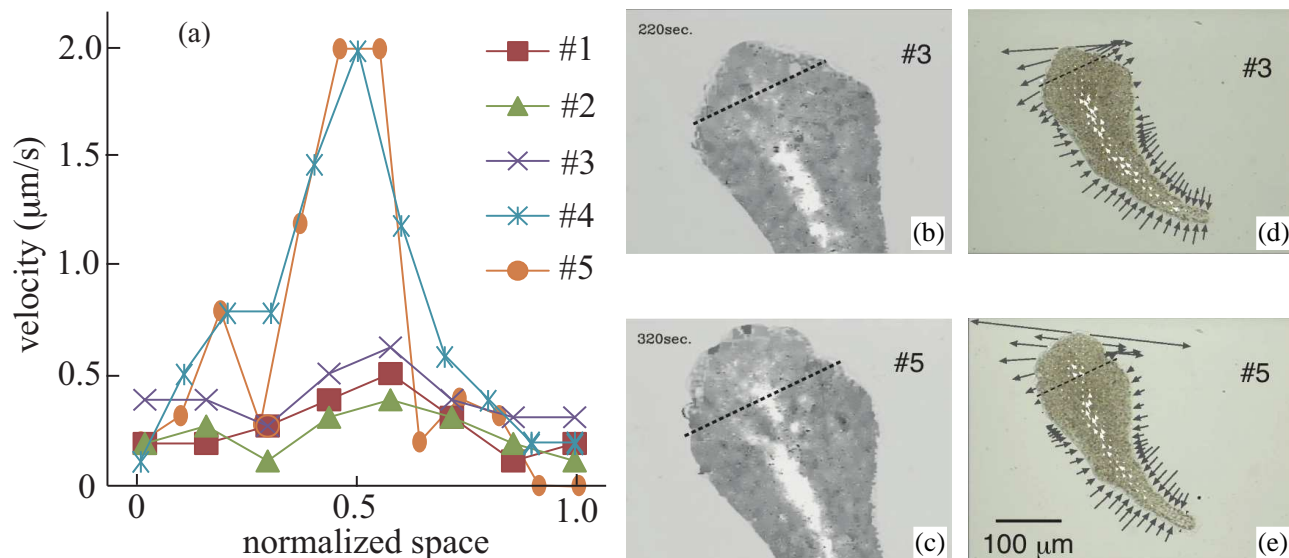 (a)
2.0
1.5
1.0
0.5
0
velocity (μm/s)
0
0.5
1.0
normalized space
#1
#2
#3
#4
#5
220sec.
#3
(b)
320sec.
#5
(c)
#3
(d)
#5
100 μm
(e)